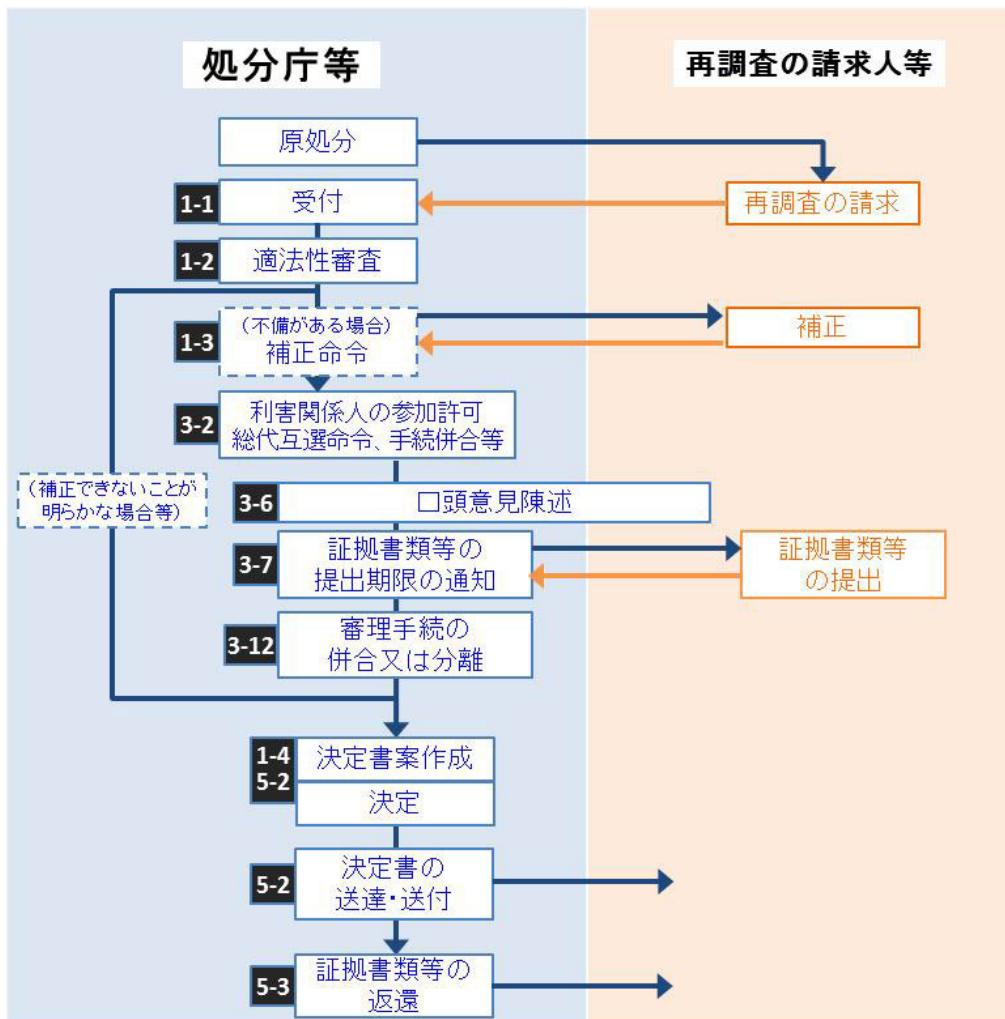 処分庁等
再調査の請求人等
原処分
1-1
受付
再調査の請求
1-2
適法性審査
1-3
（不備がある場合）
補正命令
補正
3-2
利害関係人の参加許可
総代互選命令、手続併合等
（補正できないことが
明らかな場合等）
3-6
口頭意見陳述
3-7
証拠書類等の
提出期限の通知
証拠書類等
の提出
3-12
審理手続の
併合又は分離
1-4
5-2
決定書案作成
決定
5-2
決定書の
送達・送付
5-3
証拠書類等の
返還